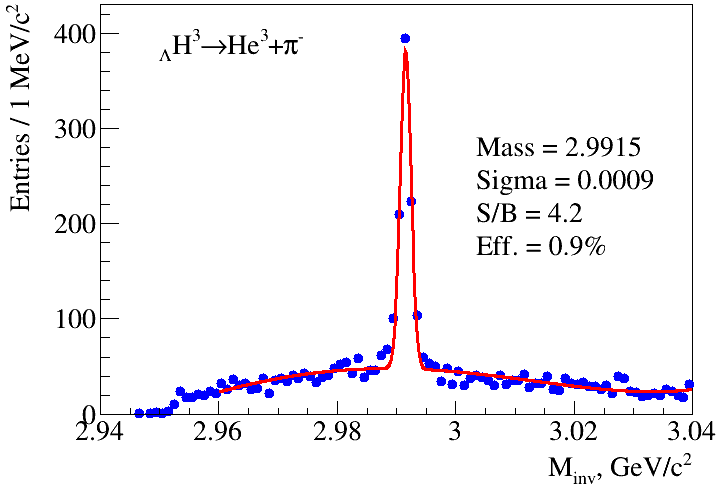 Entries / 1 MeV/c²
400
300
200
100
0
ΛH³→He³+π⁻
Mass = 2.9915
Sigma = 0.0009
S/B = 4.2
Eff. = 0.9%
2.94 2.96 2.98 3 3.02 3.04
M_inv, GeV/c²